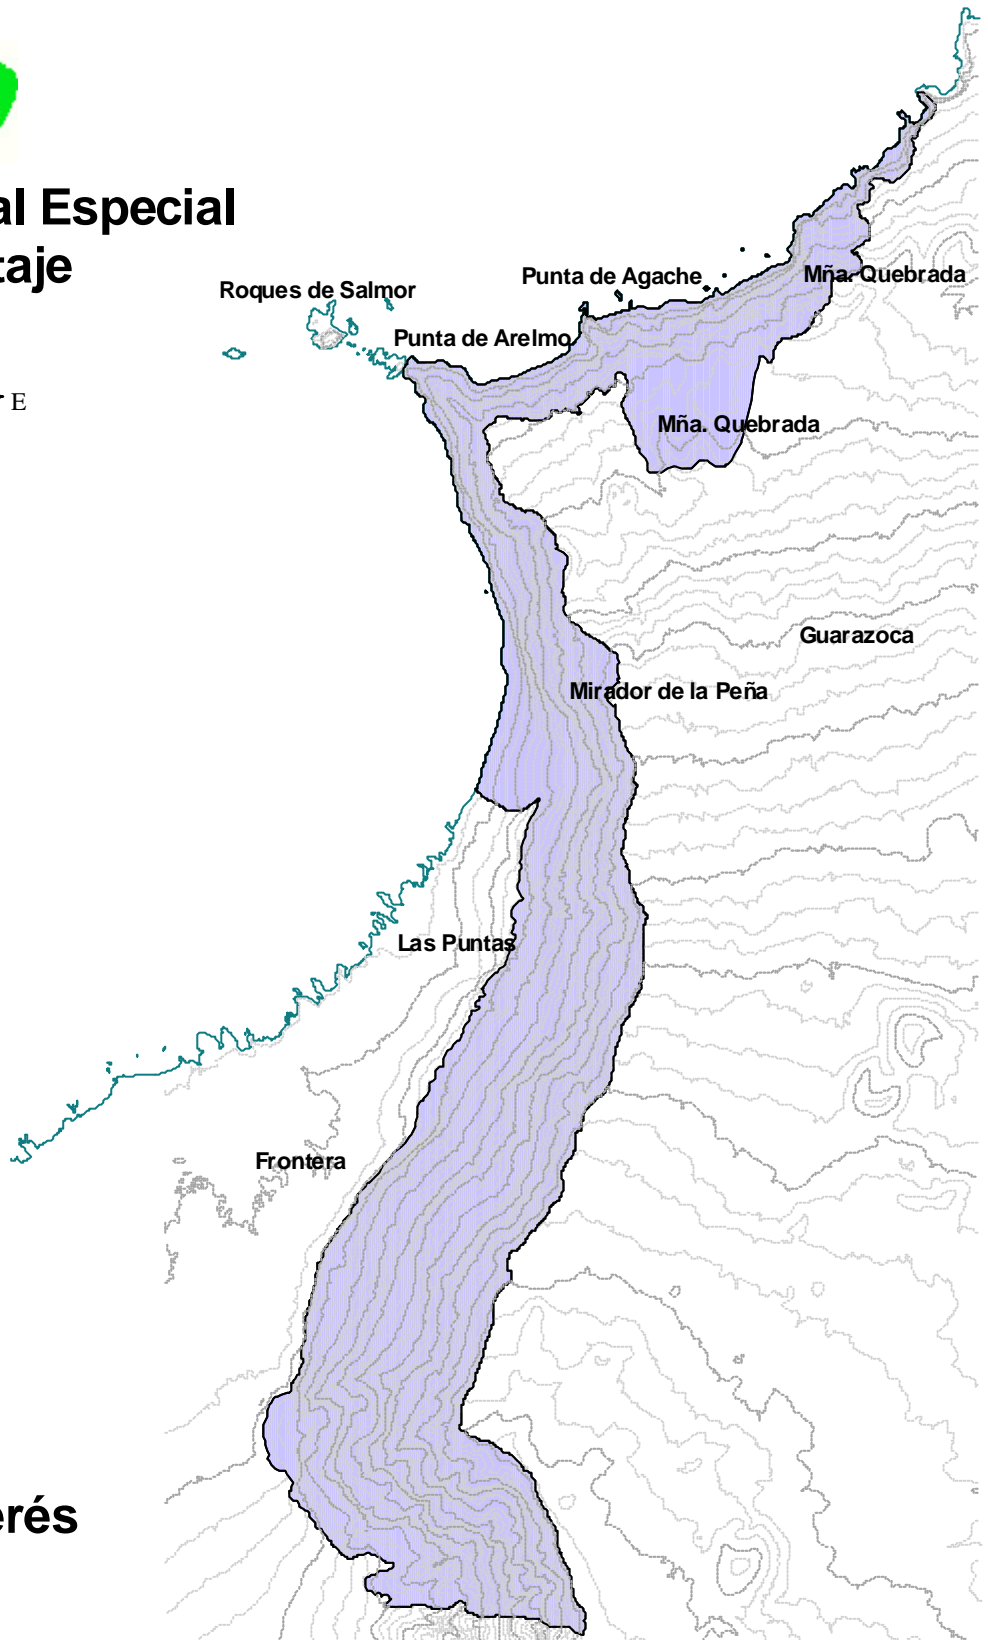 al Especial
taje
Mña. Quebrada
Punta de Agache
Roques de Salmor
Punta de Arelmo
E
Mña. Quebrada
Guarazoca
Mirador de la Peña
Las Puntas
Frontera
erés